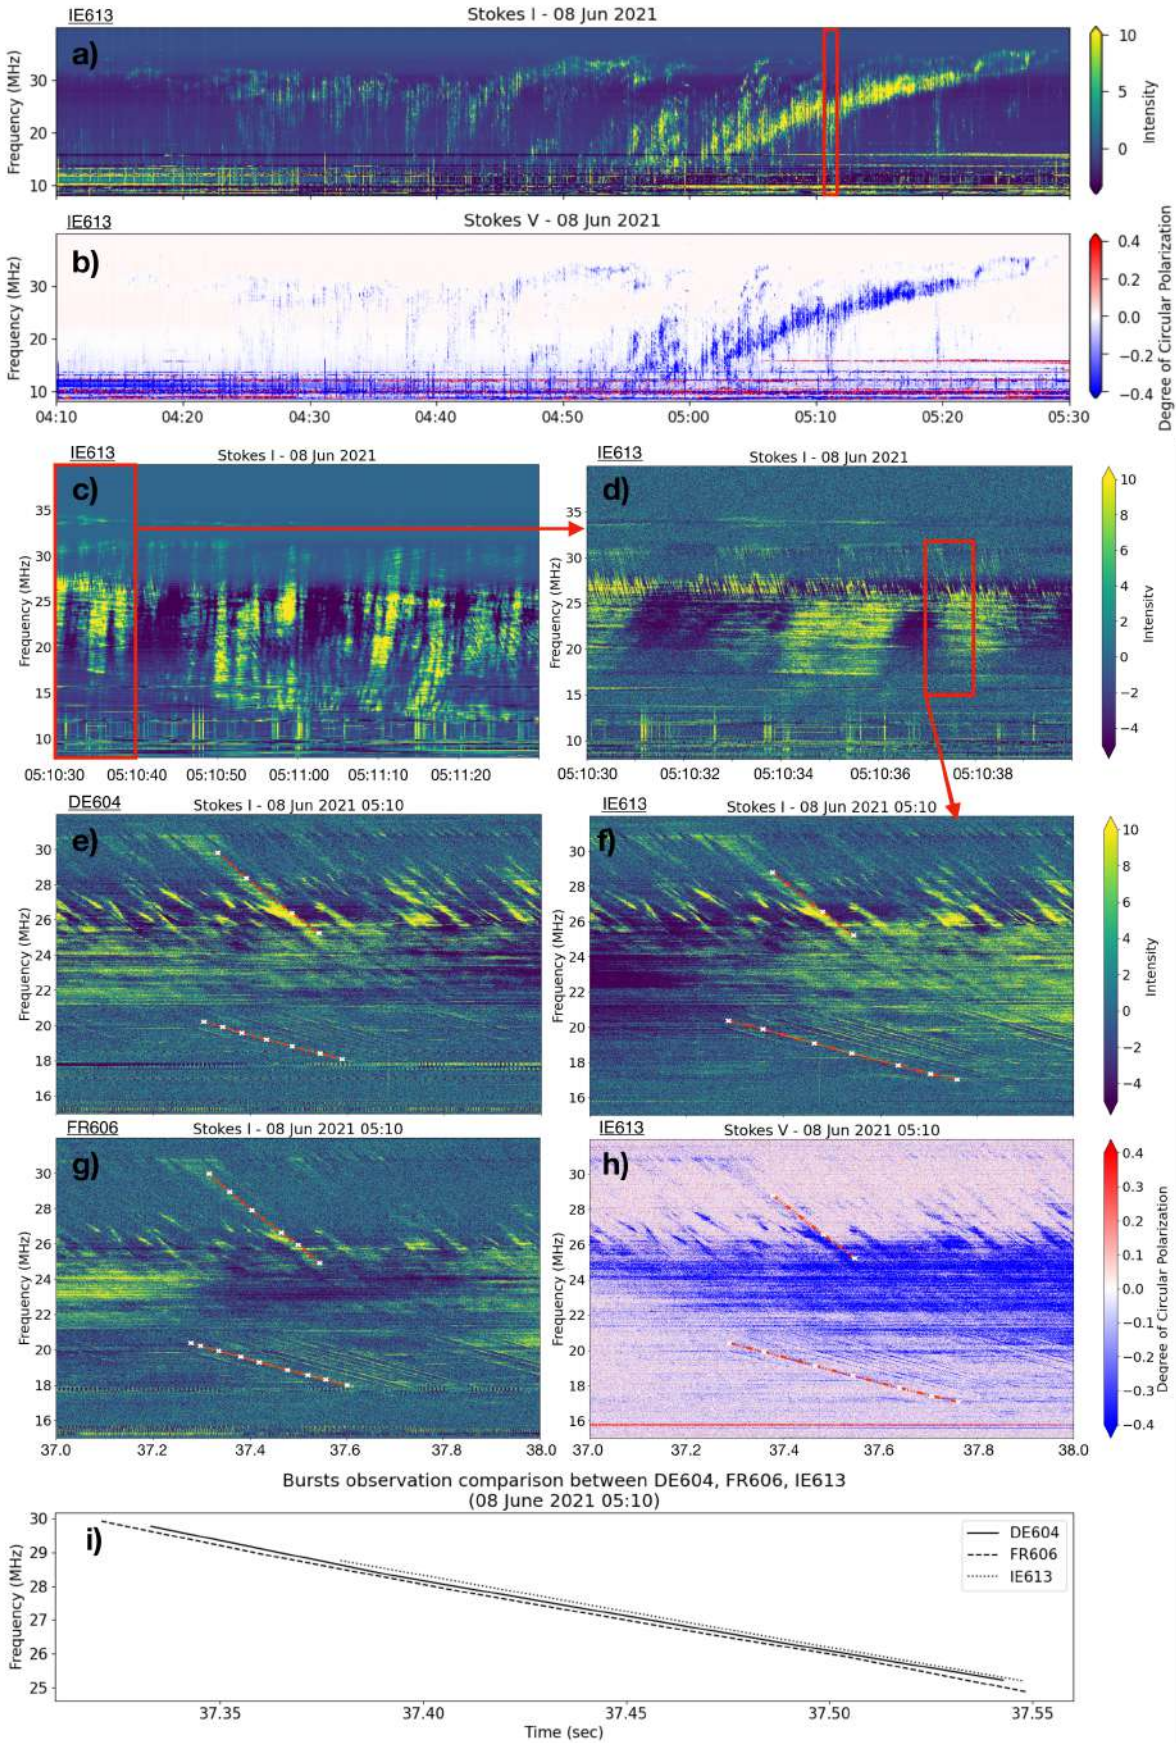 IE613 Stokes I - 08 Jun 2021
a)
Frequency (MHz)
30
20
10
10
5
0
Intensity
IE613 Stokes V - 08 Jun 2021
b)
Frequency (MHz)
30
20
10
04:10 04:20 04:30 04:40 04:50 05:00 05:10 05:20 05:30
0.4
0.2
0.0
−0.2
−0.4
Degree of Circular Polarization
IE613 Stokes I - 08 Jun 2021
c)
Frequency (MHz)
35
30
25
20
15
10
05:10:30 05:10:40 05:10:50 05:11:00 05:11:10 05:11:20
IE613 Stokes I - 08 Jun 2021
d)
Frequency (MHz)
35
30
25
20
15
10
05:10:30 05:10:32 05:10:34 05:10:36 05:10:38
10
8
6
4
2
0
−2
−4
Intensity
DE604 Stokes I - 08 Jun 2021 05:10
e)
Frequency (MHz)
30
28
26
24
22
20
18
16
IE613 Stokes I - 08 Jun 2021 05:10
f)
Frequency (MHz)
30
28
26
24
22
20
18
16
10
8
6
4
2
0
−2
−4
Intensity
FR606 Stokes I - 08 Jun 2021 05:10
g)
Frequency (MHz)
30
28
26
24
22
20
18
16
37.0 37.2 37.4 37.6 38.0
IE613 Stokes V - 08 Jun 2021 05:10
h)
Frequency (MHz)
30
28
26
24
22
20
18
16
37.0 37.2 37.4 37.6 37.8 38.0
0.4
0.3
0.2
0.1
0.0
−0.1
−0.2
−0.3
−0.4
Degree of Circular Polarization
Bursts observation comparison between DE604, FR606, IE613
(08 June 2021 05:10)
i)
Frequency (MHz)
30
29
28
27
26
25
DE604
FR606
IE613
37.35 37.40 37.45 37.50 37.55
Time (sec)